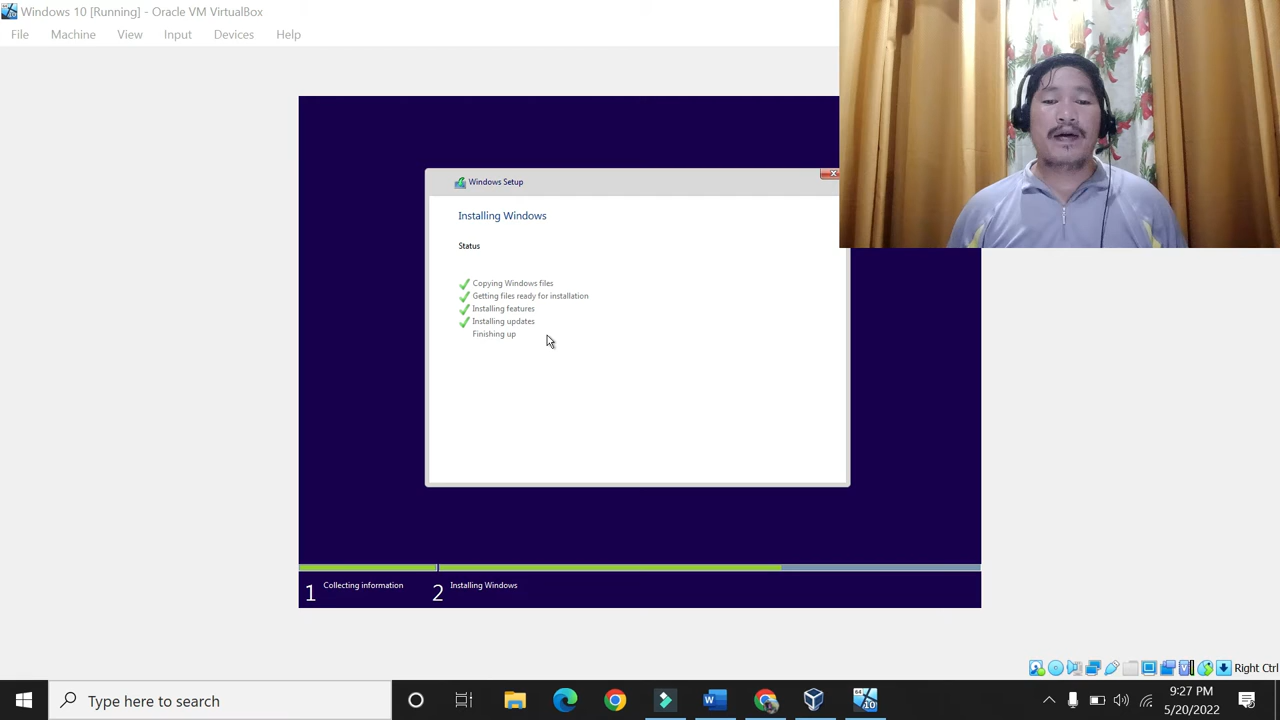 Windows 10 [Running] - Oracle VM VirtualBox
File Machine View Input Devices Help
Windows Setup
Installing Windows
Status
Copying Windows files
Getting files ready for installation
Installing features
Installing updates
Finishing up
1 Collecting information
2 Installing Windows
Right Ctrl
Type here to search
9:27 PM
5/20/2022